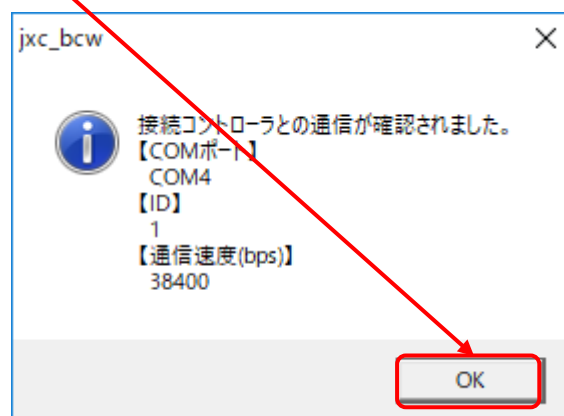 jxc_bcw
接続コントローラとの通信が確認されました。
【COMポート】
COM4
【ID】
1
【通信速度(bps)】
38400
OK